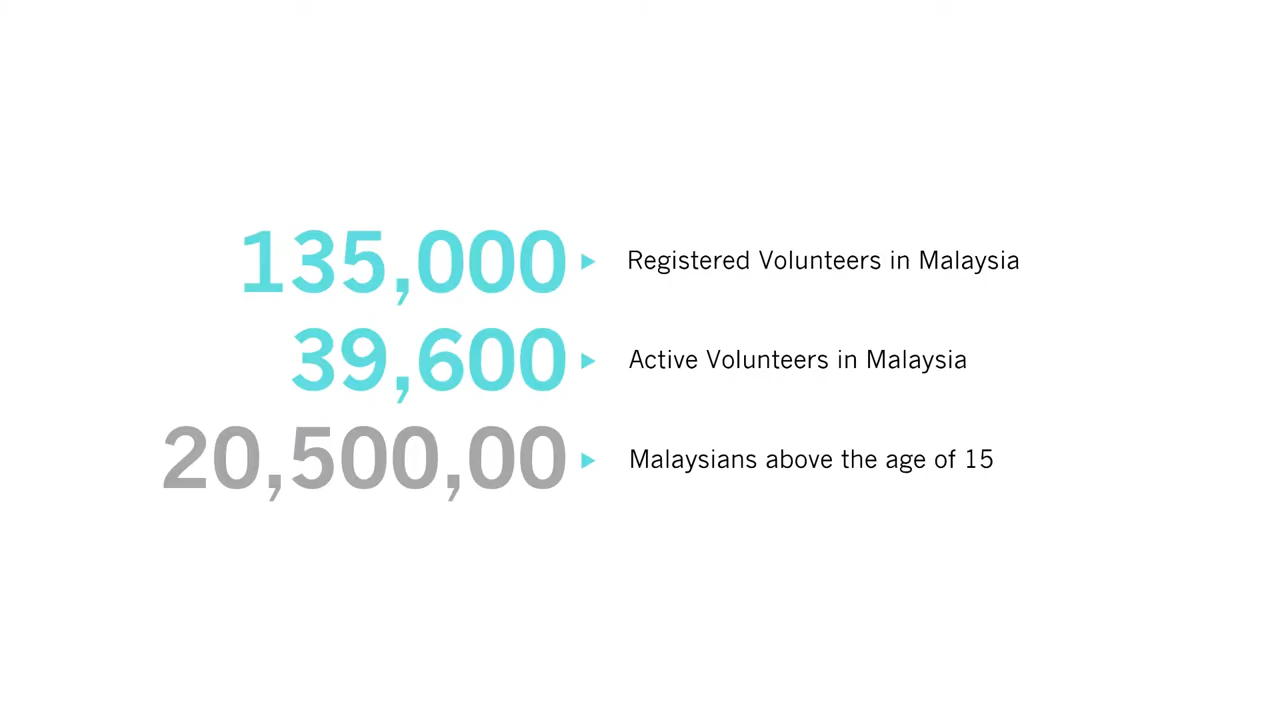 135,000 ▸ Registered Volunteers in Malaysia
39,600 ▸ Active Volunteers in Malaysia
20,500,00 ▸ Malaysians above the age of 15